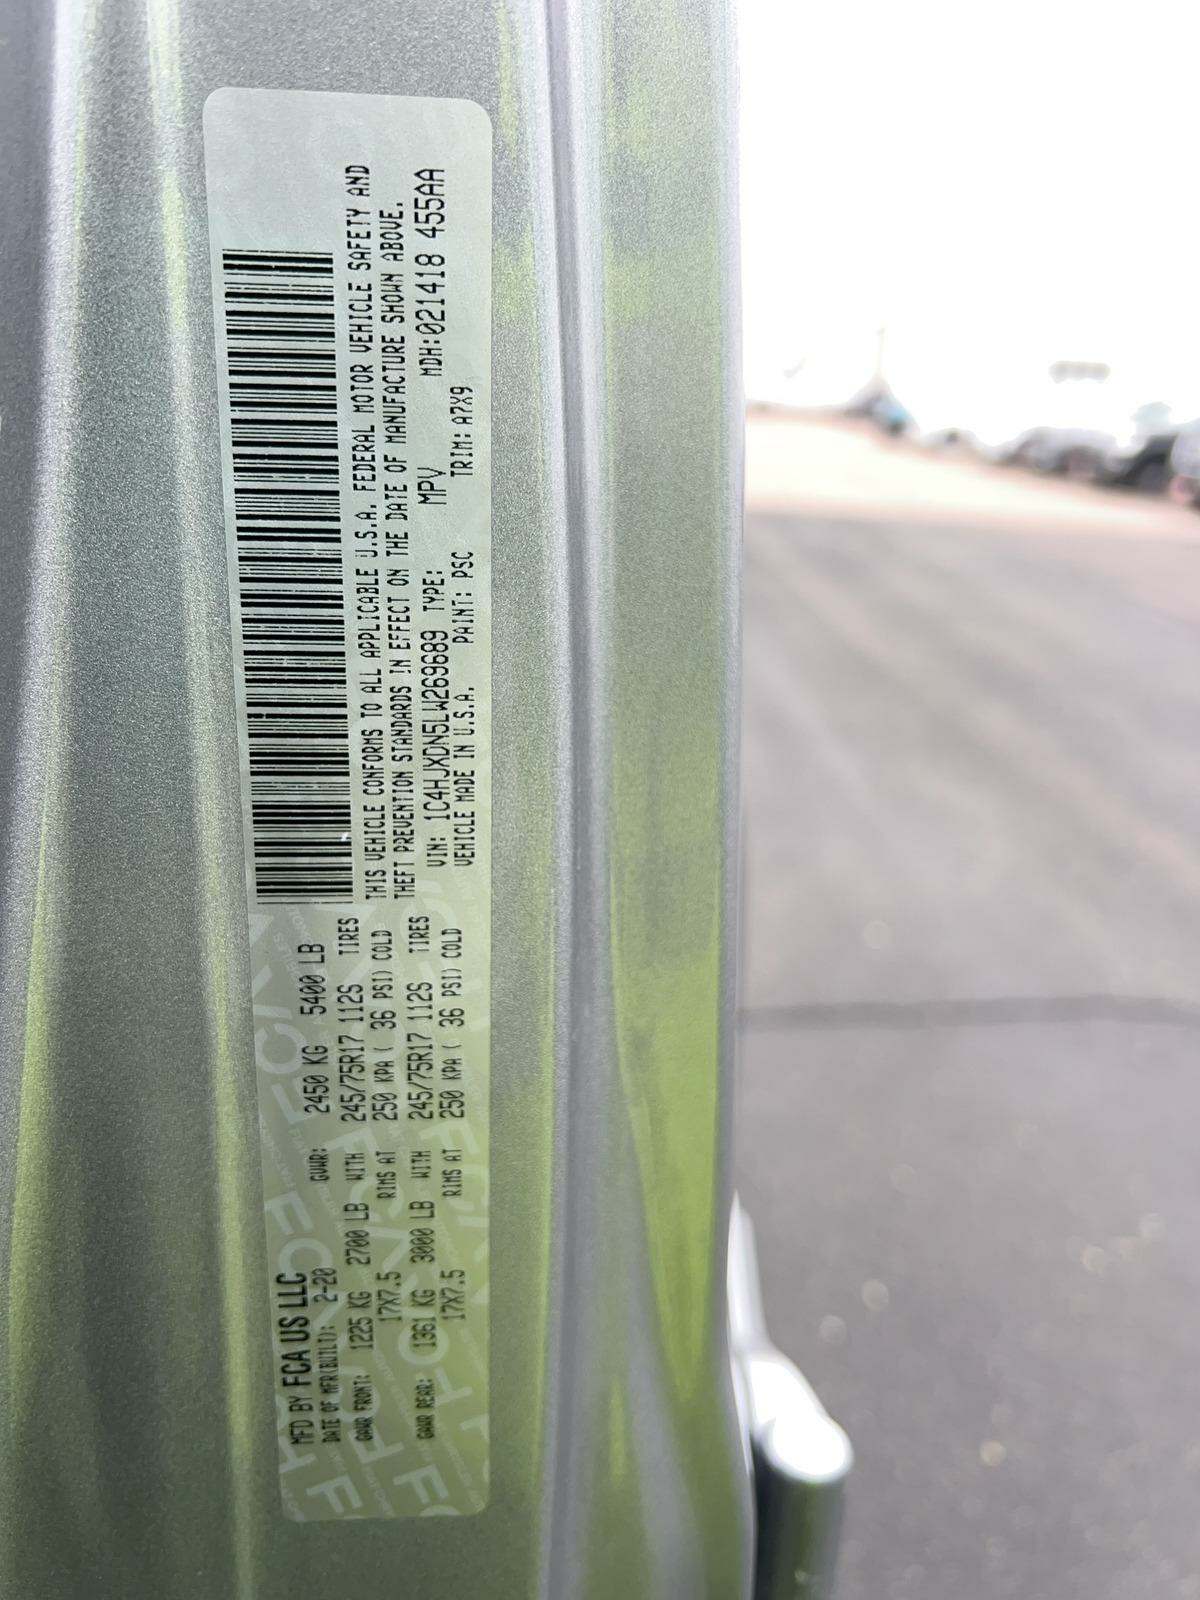 MFD BY FCA US LLC
DATE OF MFR(BUILT): 2-20 GVWR: 2450 KG 5400 LB
GAWR FRONT: 1225 KG 2700 LB WITH 245/75R17 112S TIRES
17X7.5 RIMS AT 250 KPA ( 36 PSI) COLD
GAWR REAR: 1361 KG 3000 LB WITH 245/75R17 112S TIRES
17X7.5 RIMS AT 250 KPA ( 36 PSI) COLD
THIS VEHICLE CONFORMS TO ALL APPLICABLE U.S.A. FEDERAL MOTOR VEHICLE SAFETY AND
THEFT PREVENTION STANDARDS IN EFFECT ON THE DATE OF MANUFACTURE SHOWN ABOVE.
VIN: 1C4HJXDN5LW269689 TYPE: MPV MDH:021418 455AA
VEHICLE MADE IN U.S.A. PAINT: PSC TRIM: A7X9